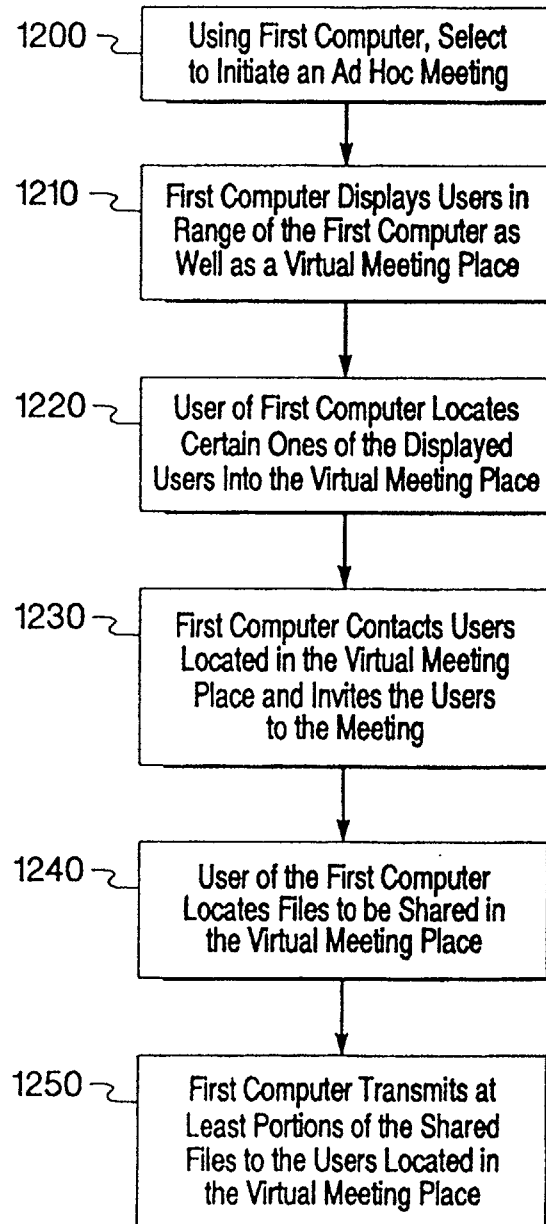 1200
Using First Computer, Select
to Initiate an Ad Hoc Meeting
1210
First Computer Displays Users in
Range of the First Computer as
Well as a Virtual Meeting Place
1220
User of First Computer Locates
Certain Ones of the Displayed
Users Into the Virtual Meeting Place
1230
First Computer Contacts Users
Located in the Virtual Meeting
Place and Invites the Users
to the Meeting
1240
User of the First Computer
Locates Files to be Shared in
the Virtual Meeting Place
1250
First Computer Transmits at
Least Portions of the Shared
Files to the Users Located in
the Virtual Meeting Place